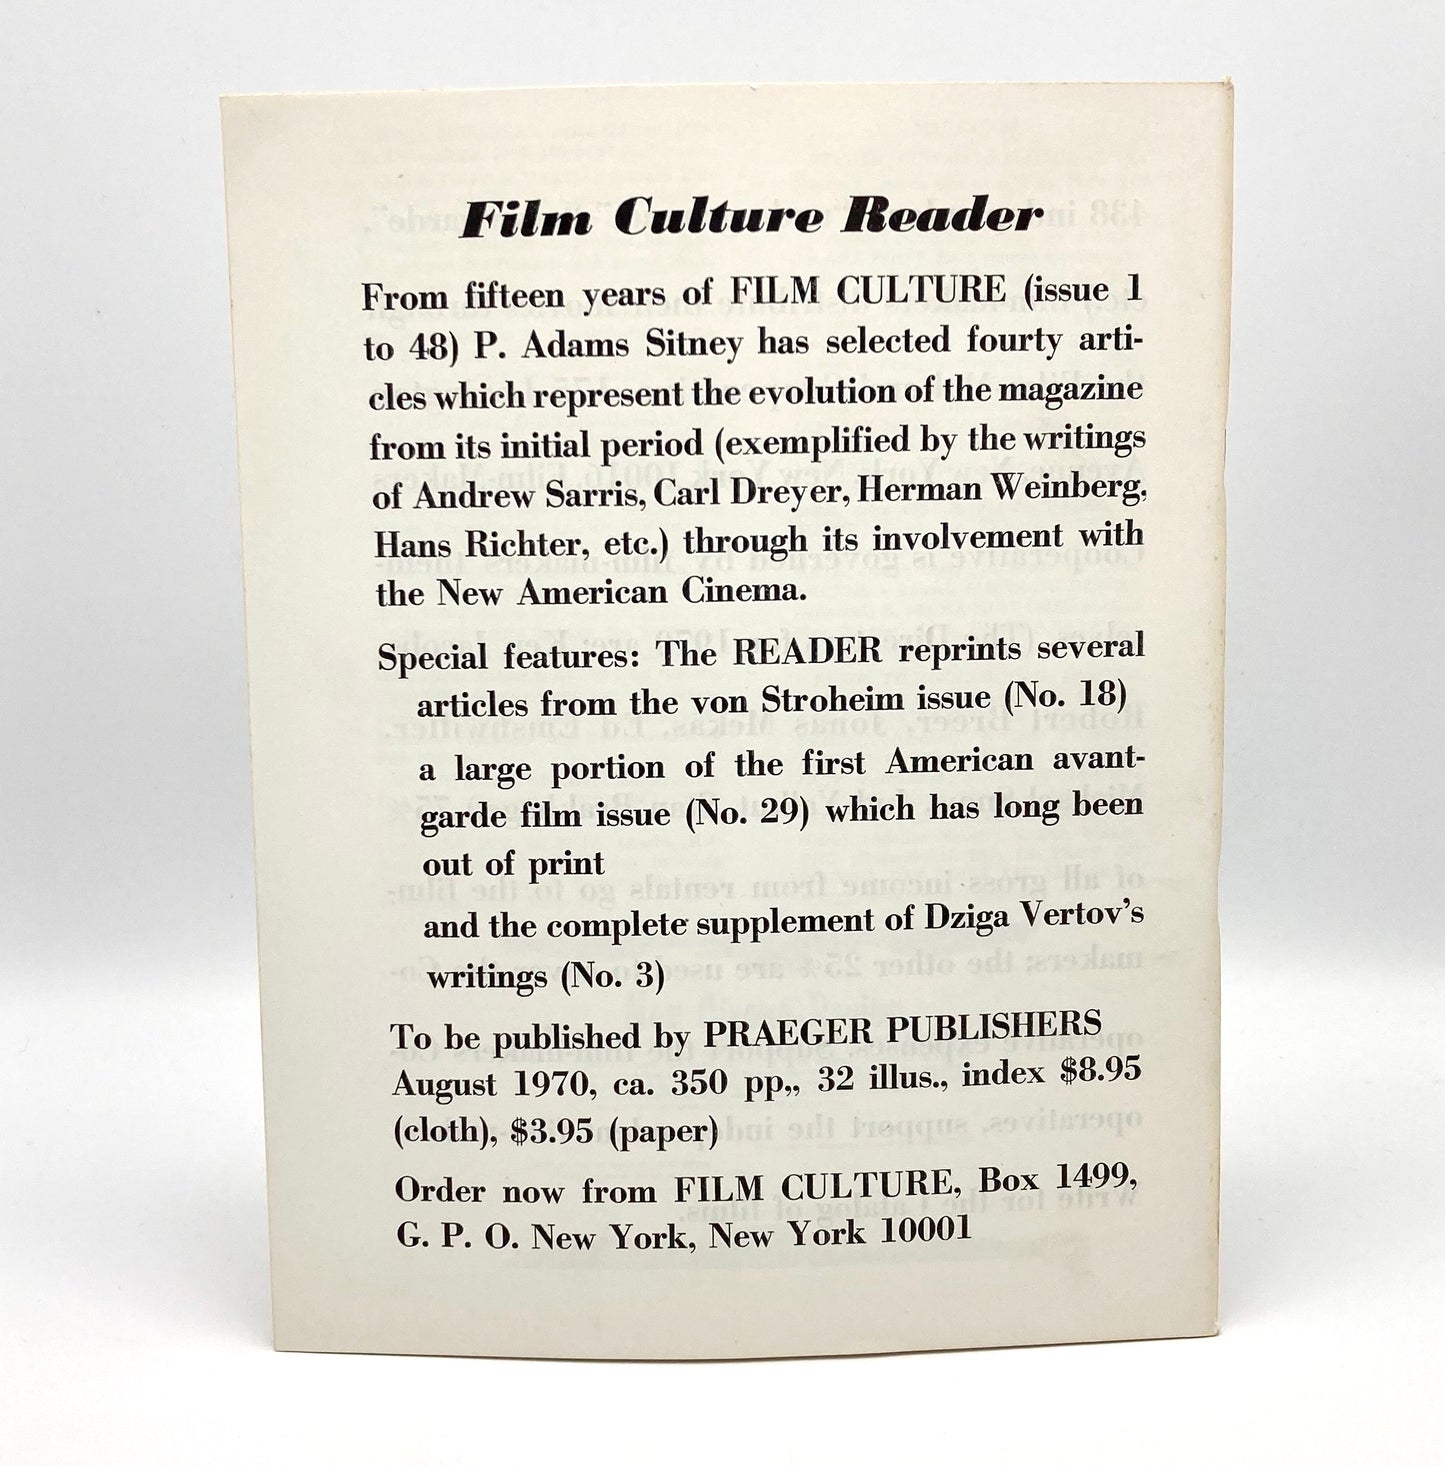 Film Culture Reader
From fifteen years of FILM CULTURE (issue 1
to 48) P. Adams Sitney has selected fourty arti-
cles which represent the evolution of the magazine
from its initial period (exemplified by the writings
of Andrew Sarris, Carl Dreyer, Herman Weinberg,
Hans Richter, etc.) through its involvement with
the New American Cinema.
Special features: The READER reprints several
articles from the von Stroheim issue (No. 18)
a large portion of the first American avant-
garde film issue (No. 29) which has long been
out of print
and the complete supplement of Dziga Vertov's
writings (No. 3)
To be published by PRAEGER PUBLISHERS
August 1970, ca. 350 pp,, 32 illus., index $8.95
(cloth), $3.95 (paper)
Order now from FILM CULTURE, Box 1499,
G. P. O. New York, New York 10001